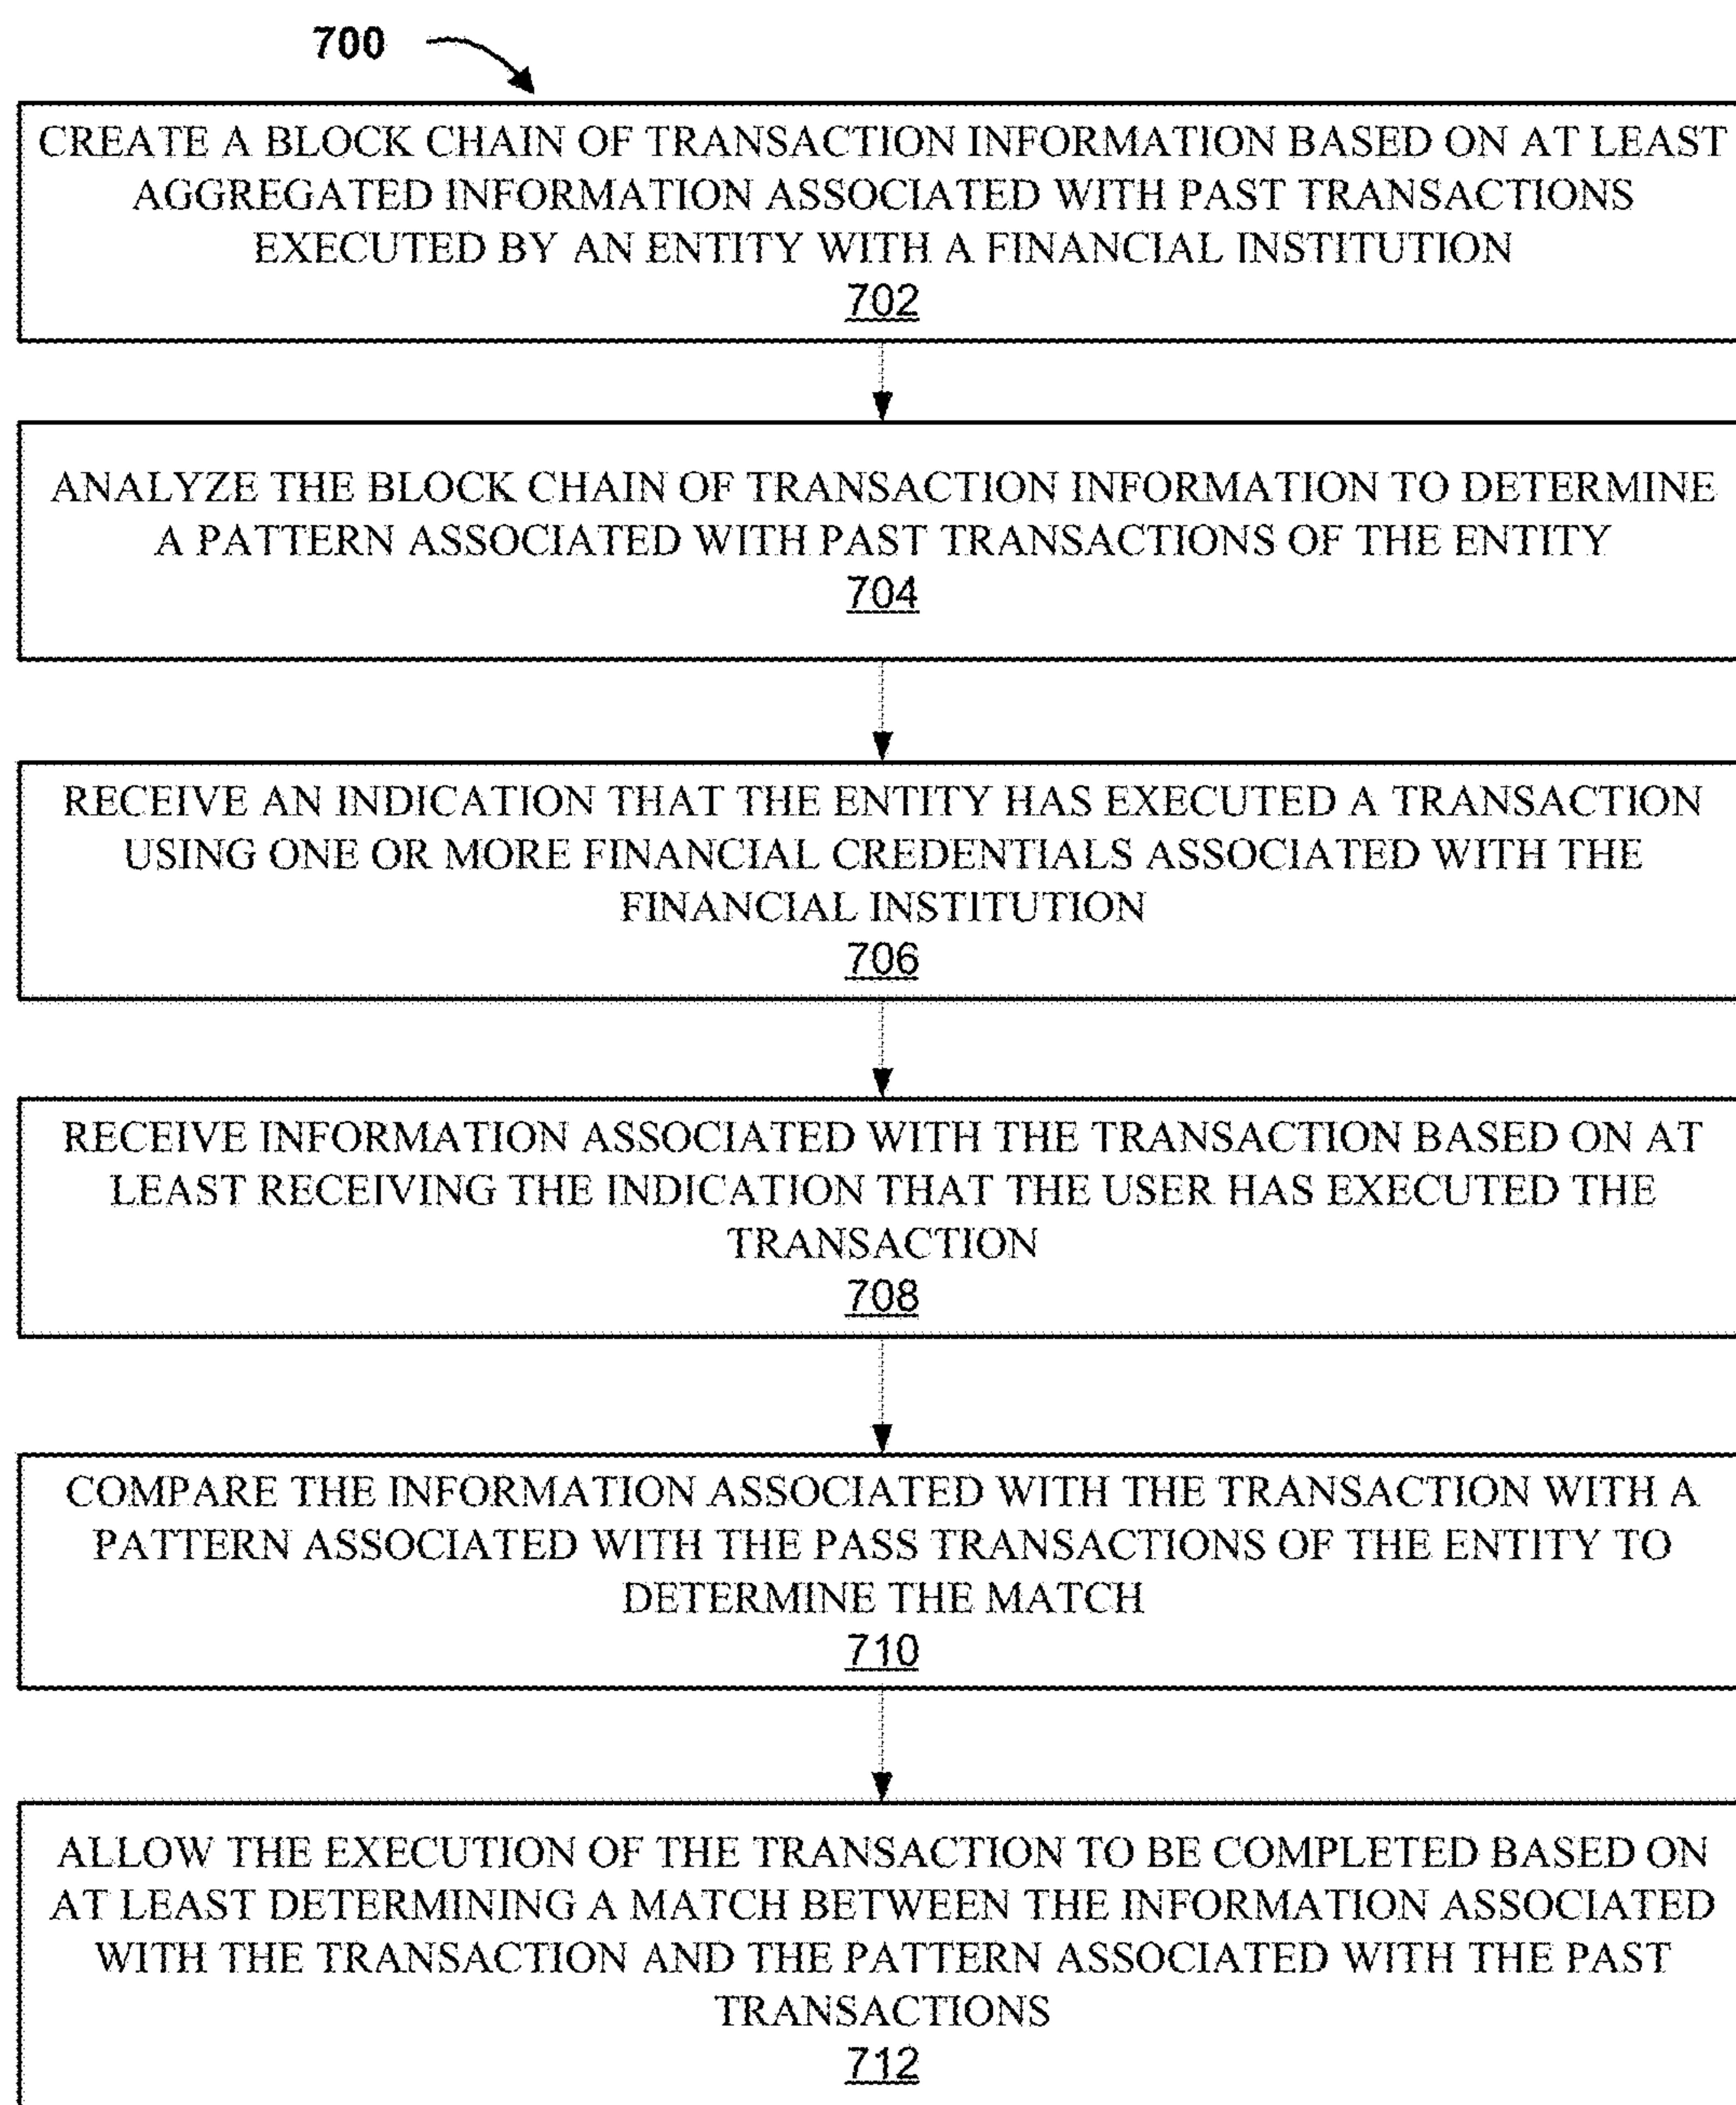 700
CREATE A BLOCK CHAIN OF TRANSACTION INFORMATION BASED ON AT LEAST
AGGREGATED INFORMATION ASSOCIATED WITH PAST TRANSACTIONS
EXECUTED BY AN ENTITY WITH A FINANCIAL INSTITUTION
702
ANALYZE THE BLOCK CHAIN OF TRANSACTION INFORMATION TO DETERMINE
A PATTERN ASSOCIATED WITH PAST TRANSACTIONS OF THE ENTITY
704
RECEIVE AN INDICATION THAT THE ENTITY HAS EXECUTED A TRANSACTION
USING ONE OR MORE FINANCIAL CREDENTIALS ASSOCIATED WITH THE
FINANCIAL INSTITUTION
706
RECEIVE INFORMATION ASSOCIATED WITH THE TRANSACTION BASED ON AT
LEAST RECEIVING THE INDICATION THAT THE USER HAS EXECUTED THE
TRANSACTION
708
COMPARE THE INFORMATION ASSOCIATED WITH THE TRANSACTION WITH A
PATTERN ASSOCIATED WITH THE PASS TRANSACTIONS OF THE ENTITY TO
DETERMINE THE MATCH
710
ALLOW THE EXECUTION OF THE TRANSACTION TO BE COMPLETED BASED ON
AT LEAST DETERMINING A MATCH BETWEEN THE INFORMATION ASSOCIATED
WITH THE TRANSACTION AND THE PATTERN ASSOCIATED WITH THE PAST
TRANSACTIONS
712